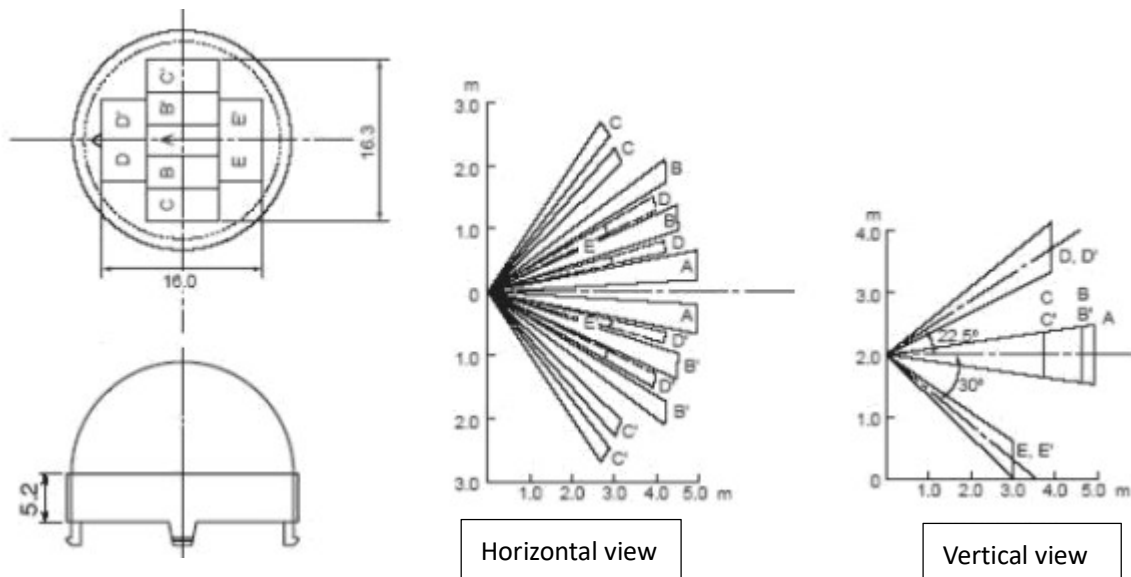 C'
B'
D'
E'
A
D
E
B
C
16.3
16.0
5.2
m
3.0
2.0
1.0
0
1.0
2.0
3.0
C
C
B
D
B
E
D
A
A
E
D'
B'
D'
B'
C'
C'
1.0 2.0 3.0 4.0 5.0 m
Horizontal view
m
4.0
3.0
2.0
1.0
0
D, D'
C B
C' B' A
22.5°
30°
E, E'
1.0 2.0 3.0 4.0 5.0 m
Vertical view